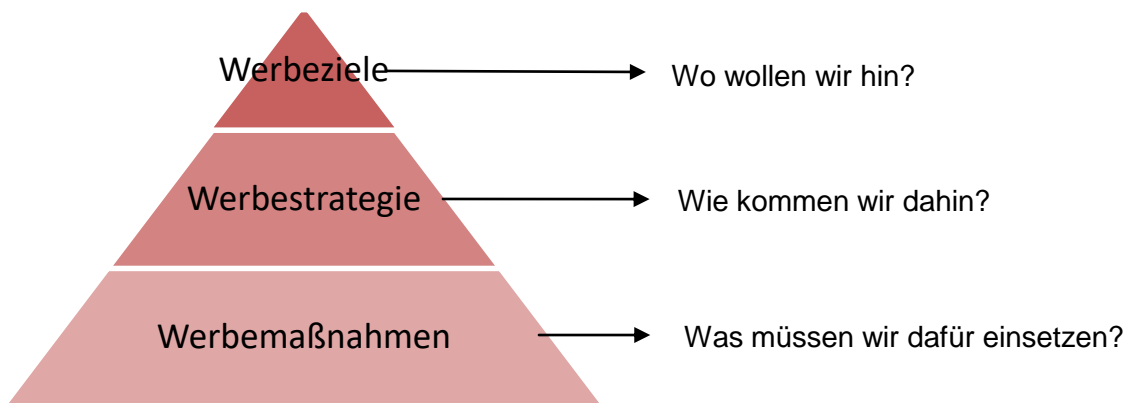 Werbeziele
Wo wollen wir hin?
Werbestrategie
Wie kommen wir dahin?
Werbemaßnahmen
Was müssen wir dafür einsetzen?